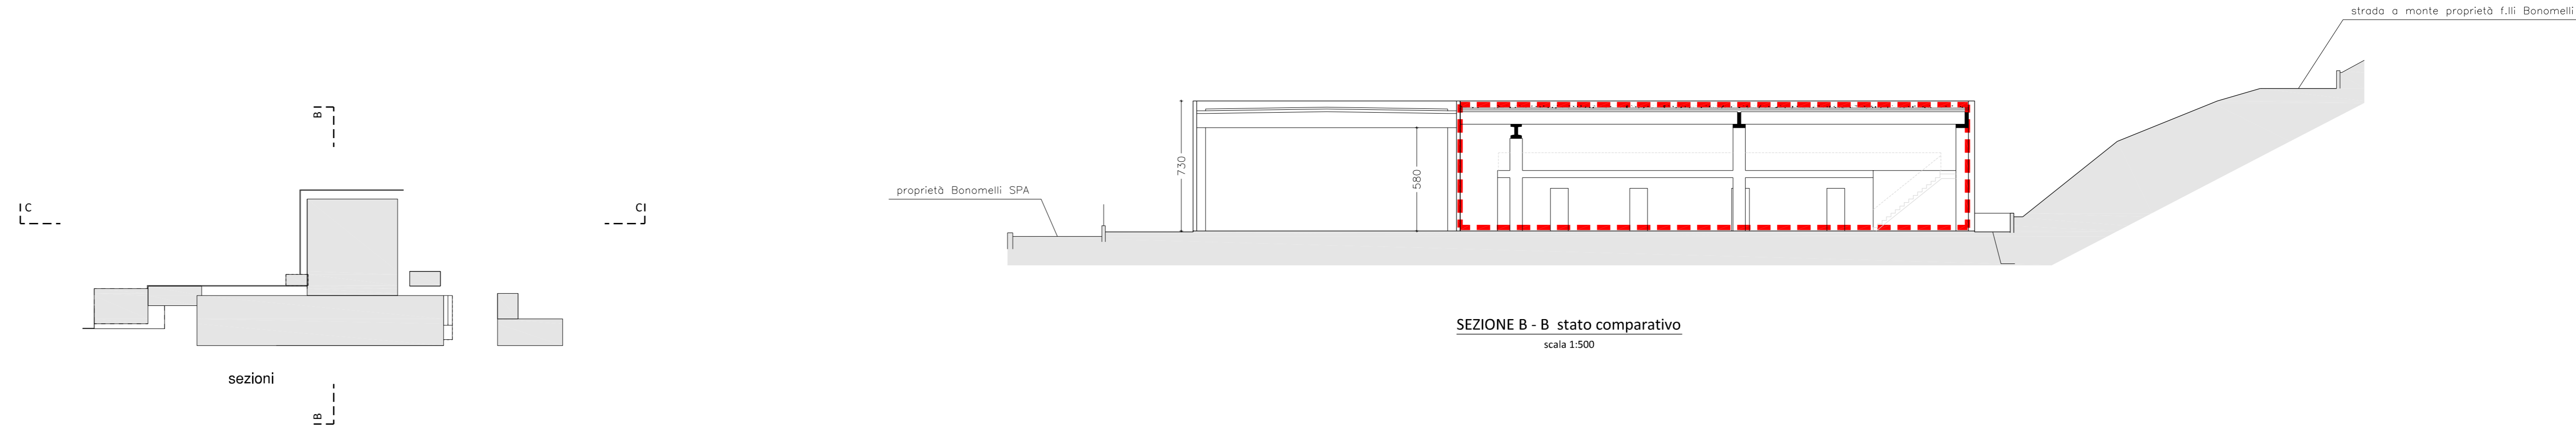 strada a monte proprietà f.lli Bonomelli
B
C
C
730
580
proprietà Bonomelli SPA
SEZIONE B - B stato comparativo
scala 1:500
sezioni
B